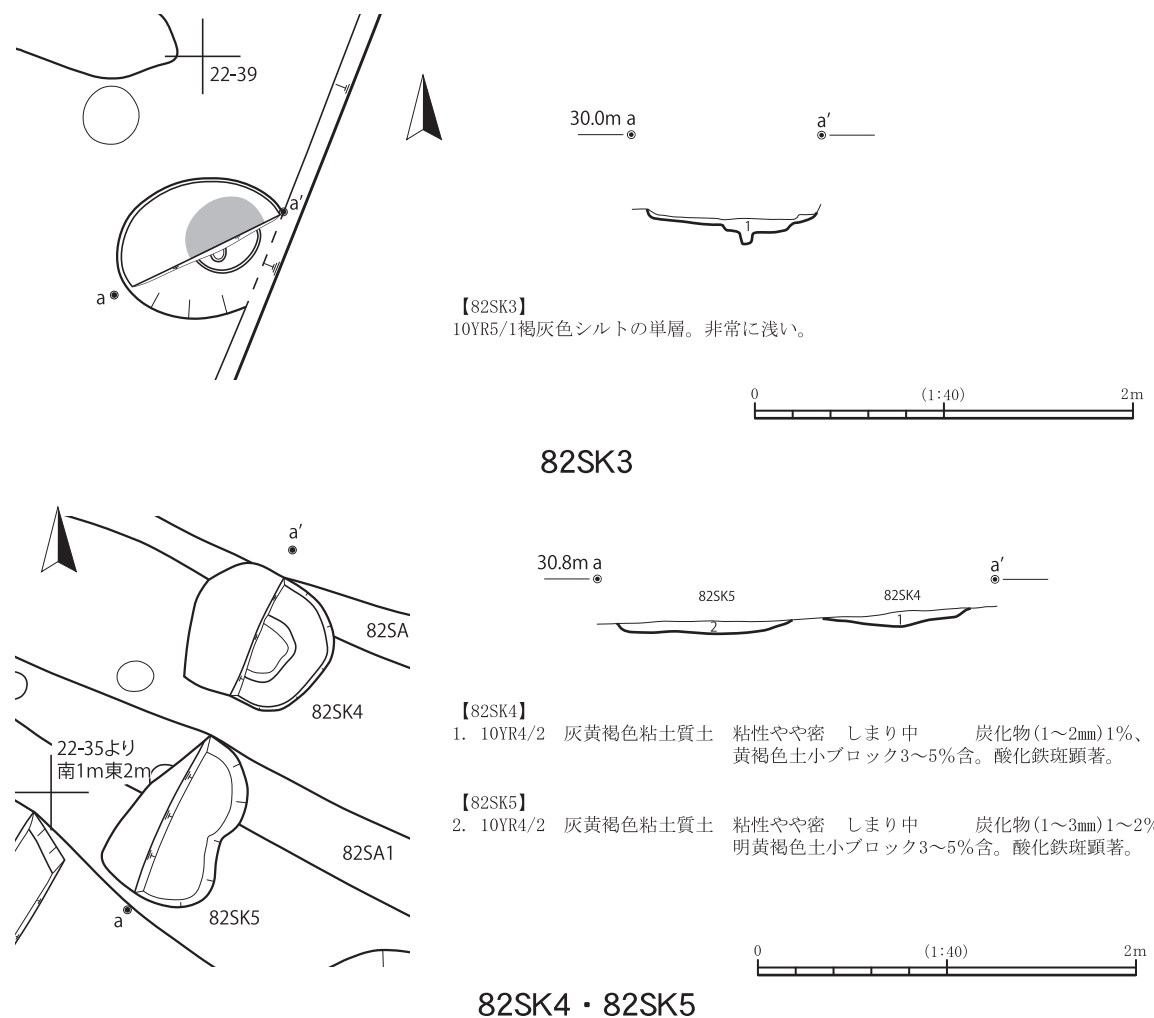 22-39
a'
a
30.0m a
a'
1
【82SK3】
10YR5/1褐灰色シルトの単層。非常に浅い。
0
(1:40)
2m
82SK3
a'
82SA
82SK4
22-35より
南1m東2m
82SA1
82SK5
a
30.8m a
a'
82SK5
82SK4
2
1
【82SK4】
1. 10YR4/2 灰黄褐色粘土質土 粘性やや密 しまり中 炭化物(1～2㎜)1%、
黄褐色土小ブロック3～5%含。酸化鉄斑顕著。
【82SK5】
2. 10YR4/2 灰黄褐色粘土質土 粘性やや密 しまり中 炭化物(1～3㎜)1～2%
明黄褐色土小ブロック3～5%含。酸化鉄斑顕著。
0
(1:40)
2m
82SK4・82SK5